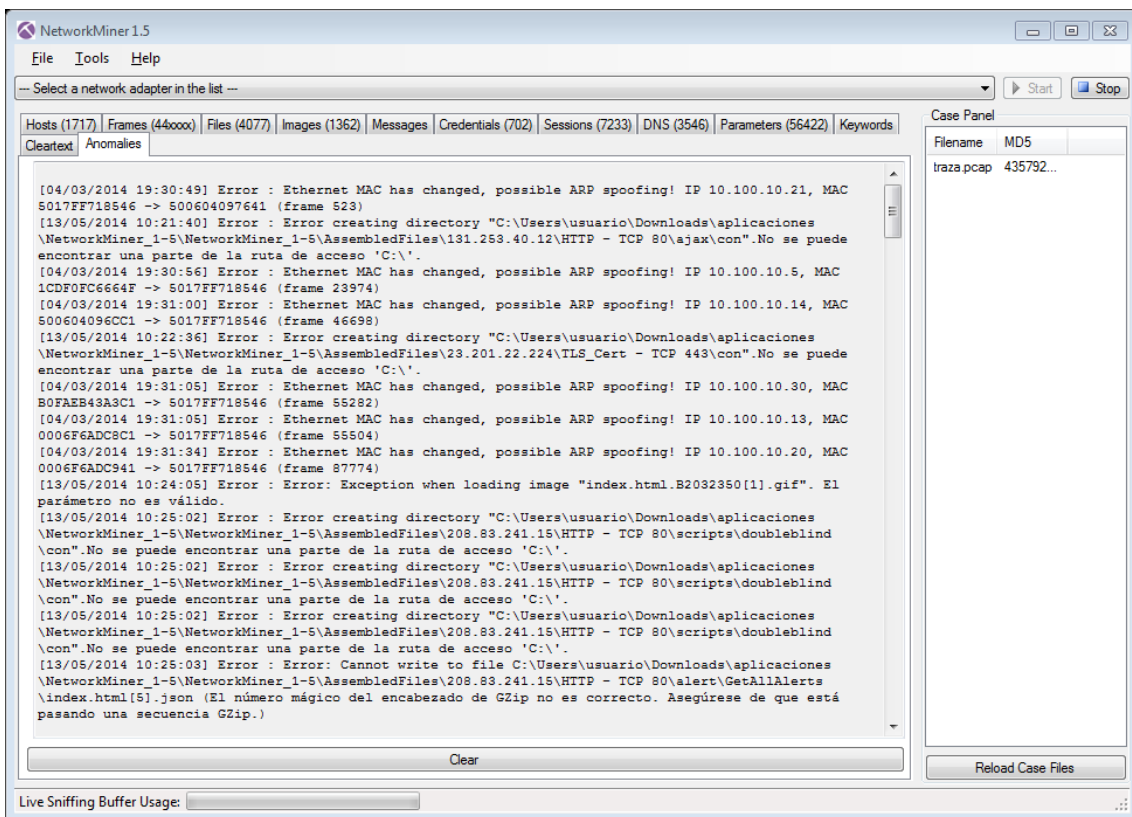 NetworkMiner 1.5
File Tools Help
--- Select a network adapter in the list ---
Start
Stop
Hosts (1717) Frames (44xxxx) Files (4077) Images (1362) Messages Credentials (702) Sessions (7233) DNS (3546) Parameters (56422) Keywords
Cleartext Anomalies
[04/03/2014 19:30:49] Error : Ethernet MAC has changed, possible ARP spoofing! IP 10.100.10.21, MAC
5017FF718546 -> 500604097641 (frame 523)
[13/05/2014 10:21:40] Error : Error creating directory "C:\Users\usuario\Downloads\aplicaciones
\NetworkMiner_1-5\NetworkMiner_1-5\AssembledFiles\131.253.40.12\HTTP - TCP 80\ajax\con".No se puede
encontrar una parte de la ruta de acceso 'C:\'.
[04/03/2014 19:30:56] Error : Ethernet MAC has changed, possible ARP spoofing! IP 10.100.10.5, MAC
1CDF0FC6664F -> 5017FF718546 (frame 23974)
[04/03/2014 19:31:00] Error : Ethernet MAC has changed, possible ARP spoofing! IP 10.100.10.14, MAC
500604096CC1 -> 5017FF718546 (frame 46698)
[13/05/2014 10:22:36] Error : Error creating directory "C:\Users\usuario\Downloads\aplicaciones
\NetworkMiner_1-5\NetworkMiner_1-5\AssembledFiles\23.201.22.224\TLS_Cert - TCP 443\con".No se puede
encontrar una parte de la ruta de acceso 'C:\'.
[04/03/2014 19:31:05] Error : Ethernet MAC has changed, possible ARP spoofing! IP 10.100.10.30, MAC
B0FAEB43A3C1 -> 5017FF718546 (frame 55282)
[04/03/2014 19:31:05] Error : Ethernet MAC has changed, possible ARP spoofing! IP 10.100.10.13, MAC
0006F6ADC8C1 -> 5017FF718546 (frame 55504)
[04/03/2014 19:31:34] Error : Ethernet MAC has changed, possible ARP spoofing! IP 10.100.10.20, MAC
0006F6ADC941 -> 5017FF718546 (frame 87774)
[13/05/2014 10:24:05] Error : Error: Exception when loading image "index.html.B2032350[1].gif". El
parámetro no es válido.
[13/05/2014 10:25:02] Error : Error creating directory "C:\Users\usuario\Downloads\aplicaciones
\NetworkMiner_1-5\NetworkMiner_1-5\AssembledFiles\208.83.241.15\HTTP - TCP 80\scripts\doubleblind
\con".No se puede encontrar una parte de la ruta de acceso 'C:\'.
[13/05/2014 10:25:02] Error : Error creating directory "C:\Users\usuario\Downloads\aplicaciones
\NetworkMiner_1-5\NetworkMiner_1-5\AssembledFiles\208.83.241.15\HTTP - TCP 80\scripts\doubleblind
\con".No se puede encontrar una parte de la ruta de acceso 'C:\'.
[13/05/2014 10:25:02] Error : Error creating directory "C:\Users\usuario\Downloads\aplicaciones
\NetworkMiner_1-5\NetworkMiner_1-5\AssembledFiles\208.83.241.15\HTTP - TCP 80\scripts\doubleblind
\con".No se puede encontrar una parte de la ruta de acceso 'C:\'.
[13/05/2014 10:25:03] Error : Error: Cannot write to file C:\Users\usuario\Downloads\aplicaciones
\NetworkMiner_1-5\NetworkMiner_1-5\AssembledFiles\208.83.241.15\HTTP - TCP 80\alert\GetAllAlerts
\index.html[5].json (El número mágico del encabezado de GZip no es correcto. Asegúrese de que está
pasando una secuencia GZip.)
Clear
Case Panel
Filename MD5
traza.pcap 435792...
Reload Case Files
Live Sniffing Buffer Usage: